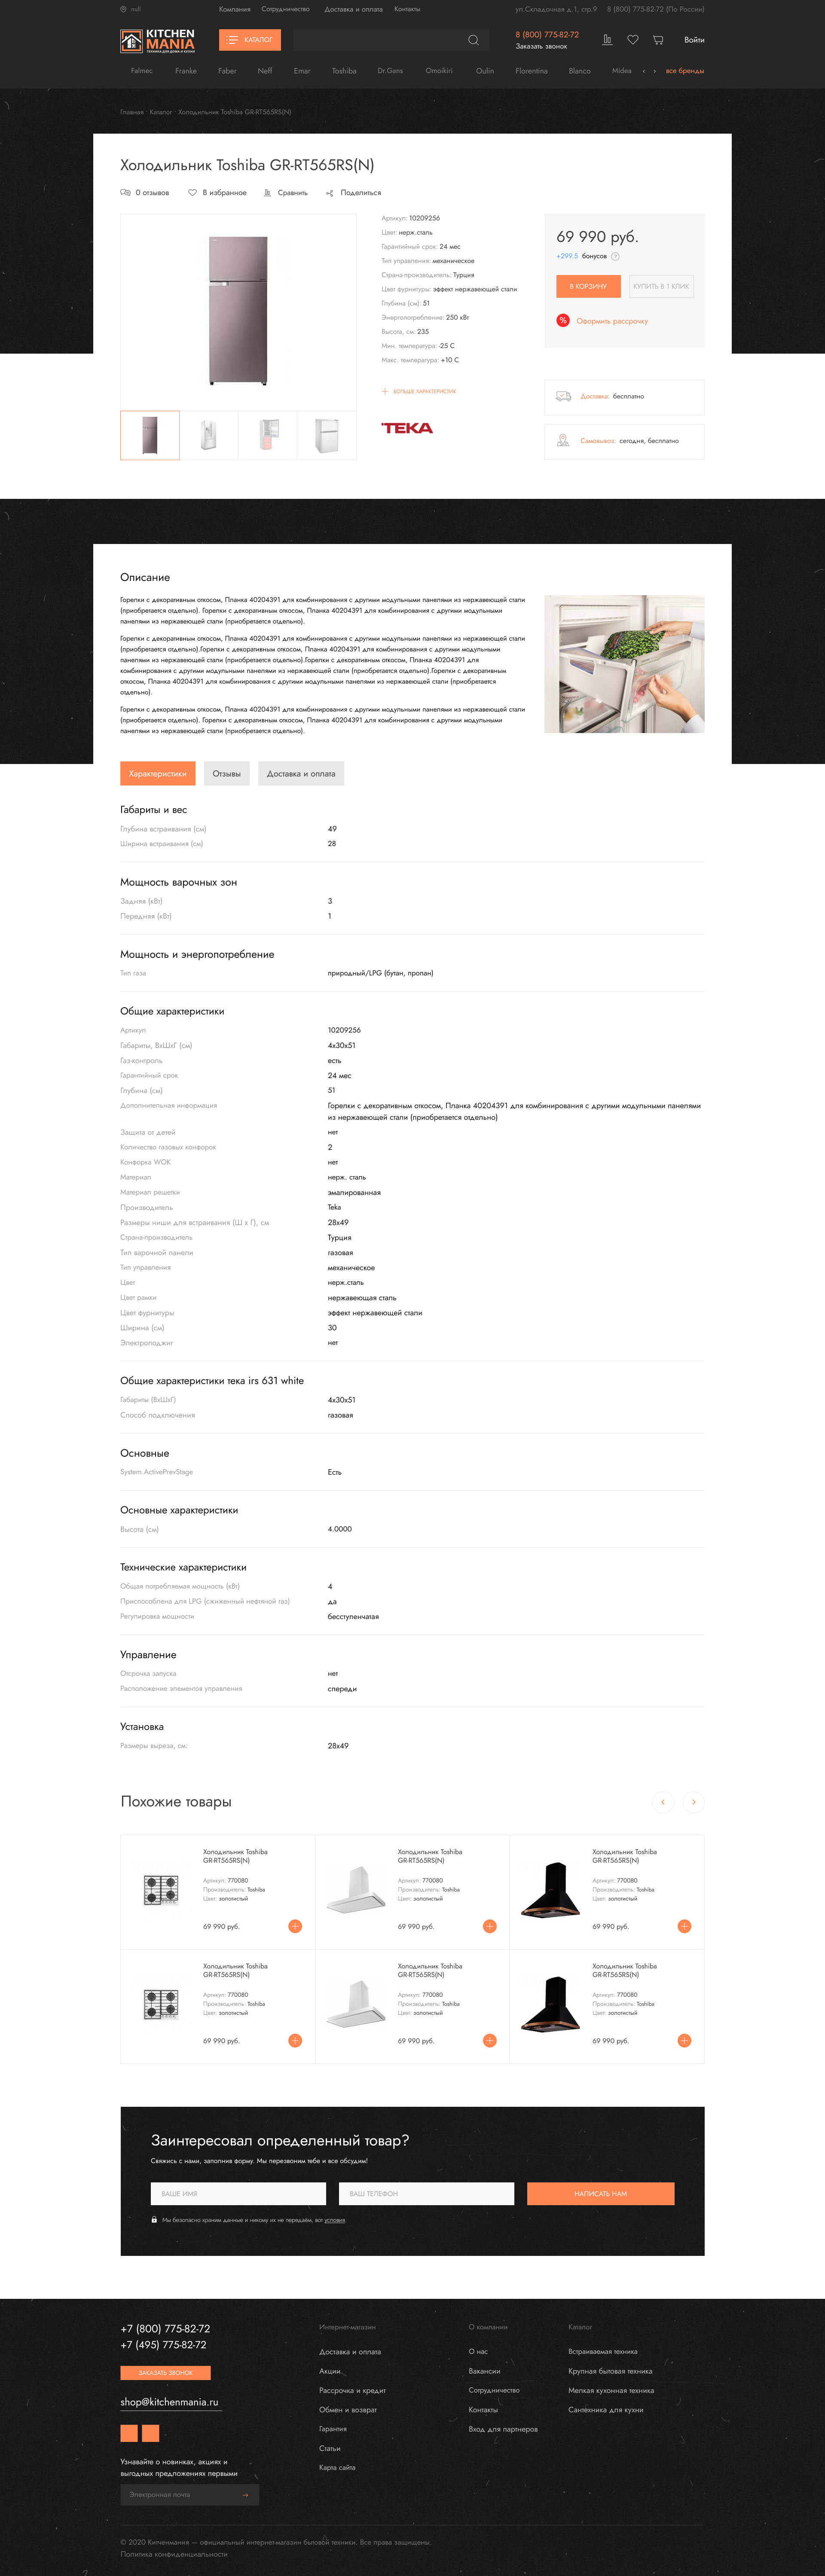 null
Компания Сотрудничество Доставка и оплата Контакты
ул.Складочная д.1, стр.9 8 (800) 775-82-72 (По России)
KITCHEN
MANIA
ТЕХНИКА ДЛЯ ДОМА И КУХНИ
КАТАЛОГ
8 (800) 775-82-72
Заказать звонок
Войти
Falmec Franke Faber Neff Emar Toshiba Dr.Gans Omoikiri Oulin Florentina Blanco Midea все бренды
Главная · Каталог · Холодильник Toshiba GR-RT565RS(N)
Холодильник Toshiba GR-RT565RS(N)
0 отзывов В избранное Сравнить Поделиться
Артикул: 10209256
Цвет: нерж.сталь
Гарантийный срок: 24 мес
Тип управления: механическое
Страна-производитель: Турция
Цвет фурнитуры: эффект нержавеющей стали
Глубина (см): 51
Энергопотребление: 250 кВт
Высота, см: 235
Мин. температура: -25 С
Макс. температура: +10 С
БОЛЬШЕ ХАРАКТЕРИСТИК
TEKA
69 990 руб.
+299.5 бонусов ?
В КОРЗИНУ
КУПИТЬ В 1 КЛИК
% Оформить рассрочку
Доставка: бесплатно
Самовывоз: сегодня, бесплатно
Описание
Горелки с декоративным откосом, Планка 40204391 для комбинирования с другими модульными панелями из нержавеющей стали
(приобретается отдельно). Горелки с декоративным откосом, Планка 40204391 для комбинирования с другими модульными
панелями из нержавеющей стали (приобретается отдельно).
Горелки с декоративным откосом, Планка 40204391 для комбинирования с другими модульными панелями из нержавеющей стали
(приобретается отдельно).Горелки с декоративным откосом, Планка 40204391 для комбинирования с другими модульными
панелями из нержавеющей стали (приобретается отдельно).Горелки с декоративным откосом, Планка 40204391 для
комбинирования с другими модульными панелями из нержавеющей стали (приобретается отдельно).Горелки с декоративным
откосом, Планка 40204391 для комбинирования с другими модульными панелями из нержавеющей стали (приобретается
отдельно).
Горелки с декоративным откосом, Планка 40204391 для комбинирования с другими модульными панелями из нержавеющей стали
(приобретается отдельно). Горелки с декоративным откосом, Планка 40204391 для комбинирования с другими модульными
панелями из нержавеющей стали (приобретается отдельно).
Характеристики Отзывы Доставка и оплата
Габариты и вес
Глубина встраивания (см) 49
Ширина встраивания (см) 28
Мощность варочных зон
Задняя (кВт) 3
Передняя (кВт) 1
Мощность и энергопотребление
Тип газа природный/LPG (бутан, пропан)
Общие характеристики
Артикул 10209256
Габариты, ВхШхГ (см) 4x30x51
Газ-контроль есть
Гарантийный срок 24 мес
Глубина (см) 51
Дополнительная информация Горелки с декоративным откосом, Планка 40204391 для комбинирования с другими модульными панелями
из нержавеющей стали (приобретается отдельно)
Защита от детей нет
Количество газовых конфорок 2
Конфорка WOK нет
Материал нерж. сталь
Материал решетки эмалированная
Производитель Teka
Размеры ниши для встраивания (Ш х Г), см 28x49
Страна-производитель Турция
Тип варочной панели газовая
Тип управления механическое
Цвет нерж.сталь
Цвет рамки нержавеющая сталь
Цвет фурнитуры эффект нержавеющей стали
Ширина (см) 30
Электроподжиг нет
Общие характеристики тека irs 631 white
Габариты (ВхШхГ) 4x30x51
Способ подключения газовая
Основные
System.ActivePrevStage Есть
Основные характеристики
Высота (см) 4.0000
Технические характеристики
Общая потребляемая мощность (кВт) 4
Приспособлена для LPG (сжиженный нефтяной газ) да
Регулировка мощности бесступенчатая
Управление
Отсрочка запуска нет
Расположение элементов управления спереди
Установка
Размеры выреза, см: 28x49
Похожие товары
Холодильник Toshiba
GR-RT565RS(N)
Артикул: 770080
Производитель: Toshiba
Цвет: золотистый
69 990 руб.
Холодильник Toshiba
GR-RT565RS(N)
Артикул: 770080
Производитель: Toshiba
Цвет: золотистый
69 990 руб.
Холодильник Toshiba
GR-RT565RS(N)
Артикул: 770080
Производитель: Toshiba
Цвет: золотистый
69 990 руб.
Холодильник Toshiba
GR-RT565RS(N)
Артикул: 770080
Производитель: Toshiba
Цвет: золотистый
69 990 руб.
Холодильник Toshiba
GR-RT565RS(N)
Артикул: 770080
Производитель: Toshiba
Цвет: золотистый
69 990 руб.
Холодильник Toshiba
GR-RT565RS(N)
Артикул: 770080
Производитель: Toshiba
Цвет: золотистый
69 990 руб.
Заинтересовал определенный товар?
Свяжись с нами, заполнив форму. Мы перезвоним тебе и все обсудим!
ВАШЕ ИМЯ ВАШ ТЕЛЕФОН НАПИСАТЬ НАМ
Мы безопасно храним данные и никому их не передаём, вот условия
+7 (800) 775-82-72
+7 (495) 775-82-72
ЗАКАЗАТЬ ЗВОНОК
shop@kitchenmania.ru
Узнавайте о новинках, акциях и
выгодных предложениях первыми
Электронная почта
Интернет-магазин
Доставка и оплата
Акции
Рассрочка и кредит
Обмен и возврат
Гарантия
Статьи
Карта сайта
О компании
О нас
Вакансии
Сотрудничество
Контакты
Вход для партнеров
Каталог
Встраиваемая техника
Крупная бытовая техника
Мелкая кухонная техника
Сантехника для кухни
© 2020 Китченмания — официальный интернет-магазин бытовой техники. Все права защищены.
Политика конфиденциальности